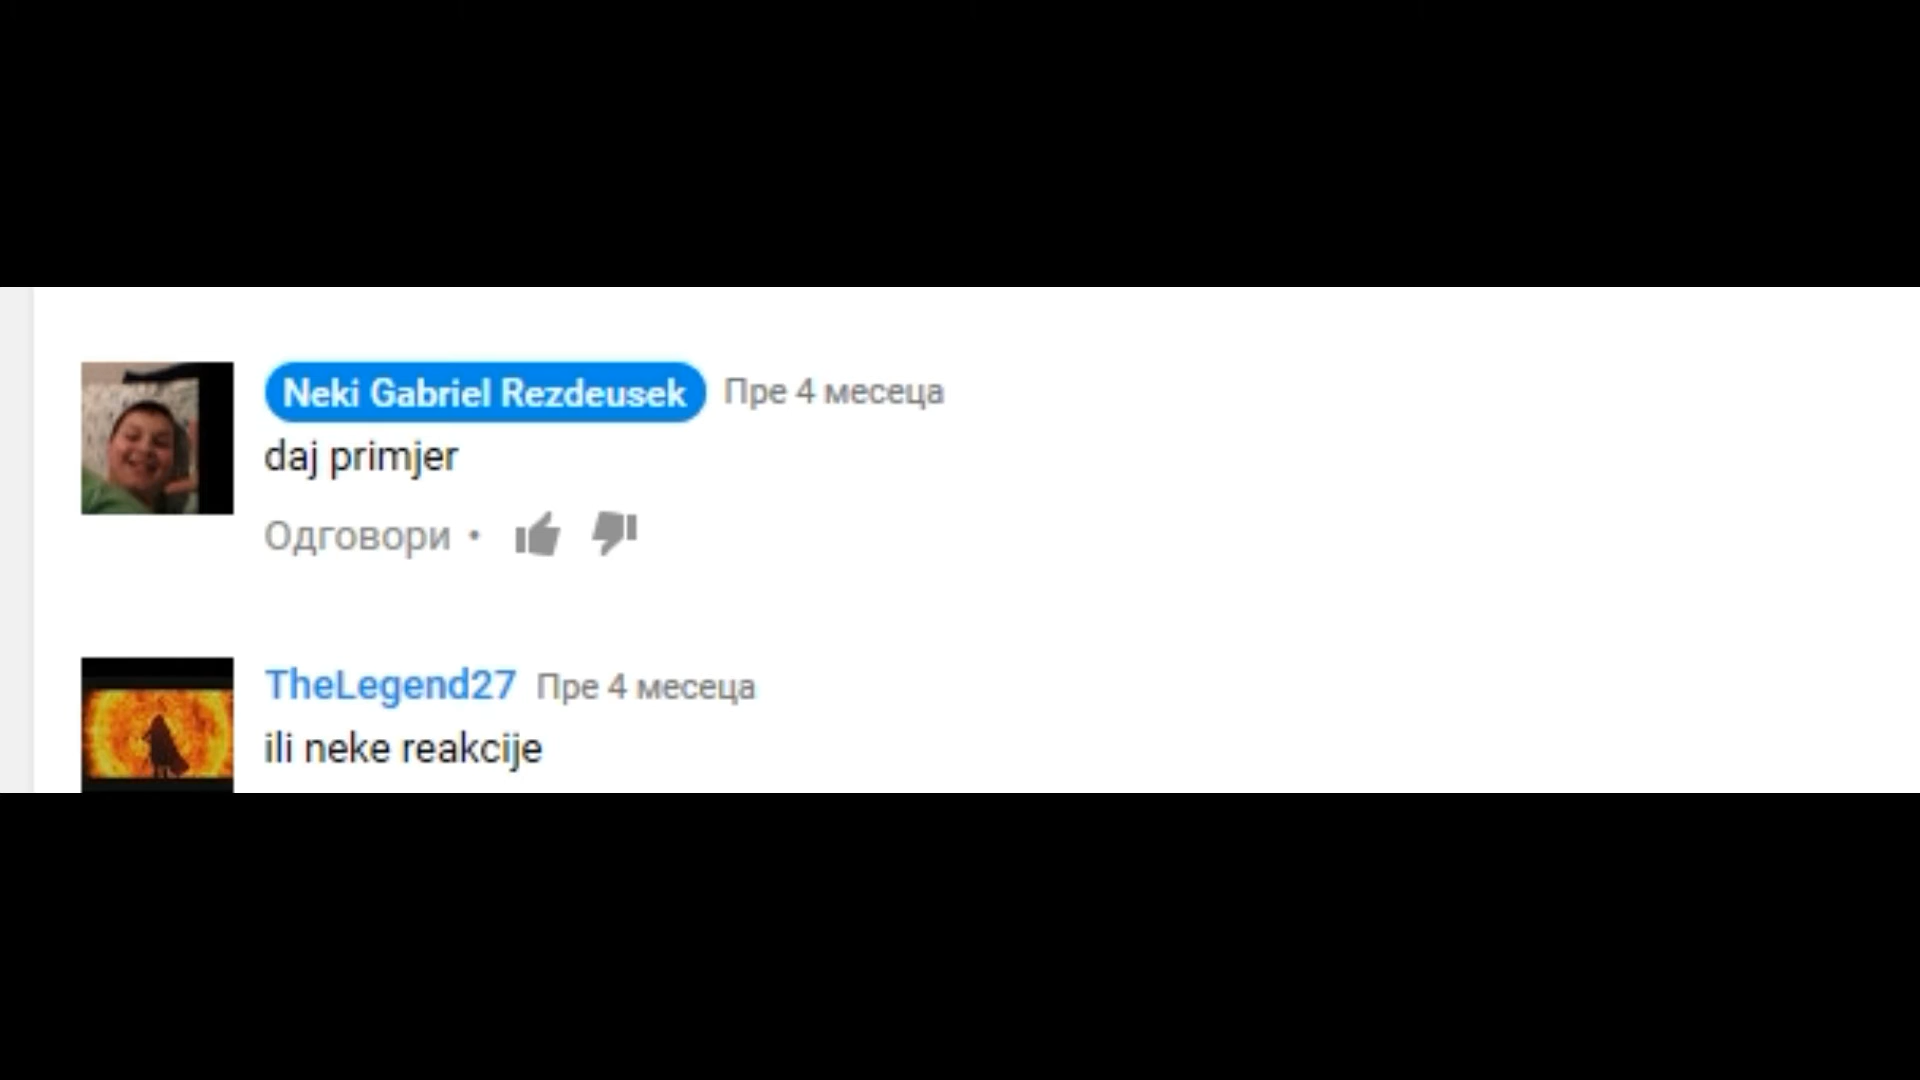 Neki Gabriel Rezdeusek Пре 4 месеца
daj primjer
Одговори •
TheLegend27 Пре 4 месеца
ili neke reakcije